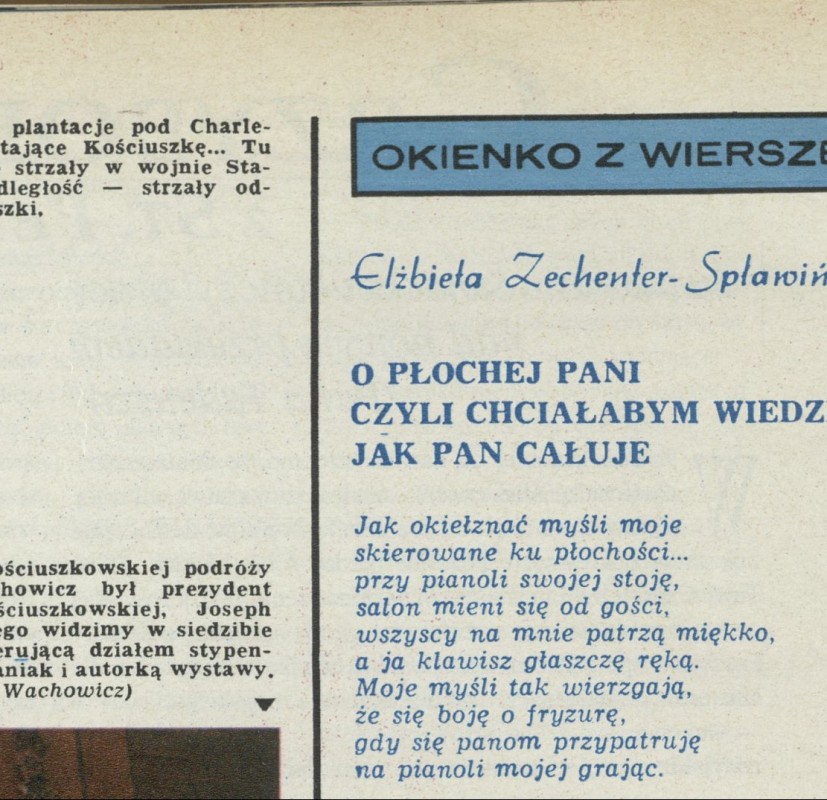 plantacje pod Charle-
tające Kościuszkę... Tu
strzały w wojnie Sta-
dległość — strzały od-
szki.
ościuszkowskiej podróży
howicz był prezydent
ściuszkowskiej, Joseph
ego widzimy w siedzibie
erującą działem stypen-
aniak i autorką wystawy.
Wachowicz)
OKIENKO Z WIERSZE
Elżbieta Zechenter-Spławiń
O PŁOCHEJ PANI
CZYLI CHCIAŁABYM WIEDZ
JAK PAN CAŁUJE
Jak okiełznać myśli moje
skierowane ku płochości...
przy pianoli swojej stoję,
salon mieni się od gości,
wszyscy na mnie patrzą miękko,
a ja klawisz głaszczę ręką.
Moje myśli tak wierzgają,
że się boję o fryzurę,
gdy się panom przypatruję
na pianoli mojej grając.